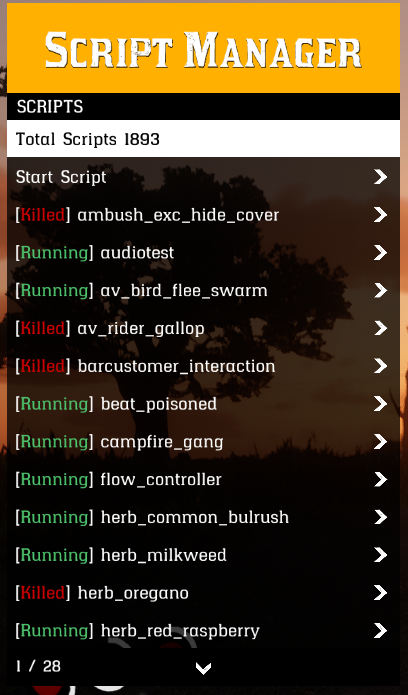 Script Manager
SCRIPTS
Total Scripts 1893
Start Script
[Killed] ambush_exc_hide_cover
[Running] audiotest
[Running] av_bird_flee_swarm
[Killed] av_rider_gallop
[Killed] barcustomer_interaction
[Running] beat_poisoned
[Running] campfire_gang
[Running] flow_controller
[Running] herb_common_bulrush
[Running] herb_milkweed
[Killed] herb_oregano
[Running] herb_red_raspberry
1 / 28